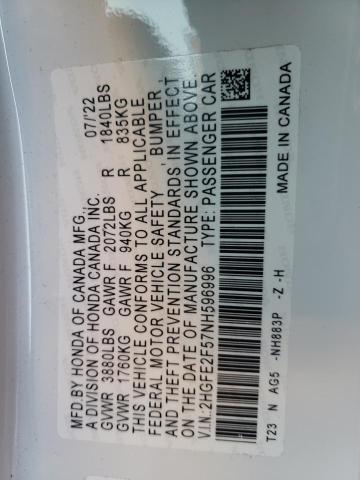 MFD.BY HONDA OF CANADA MFG.,
A DIVISION OF HONDA CANADA INC. 07/'22
GVWR 3880LBS GAWR F 2072LBS R 1840LBS
GVWR 1760KG GAWR F 940KG R 835KG
THIS VEHICLE CONFORMS TO ALL APPLICABLE
FEDERAL MOTOR VEHICLE SAFETY , BUMPER ,
AND THEFT PREVENTION STANDARDS IN EFFECT
ON THE DATE OF MANUFACTURE SHOWN ABOVE.
V.I.N: 2HGFE2F57NH596996 TYPE: PASSENGER CAR
T23 N AG5 -NH883P -Z -H MADE IN CANADA